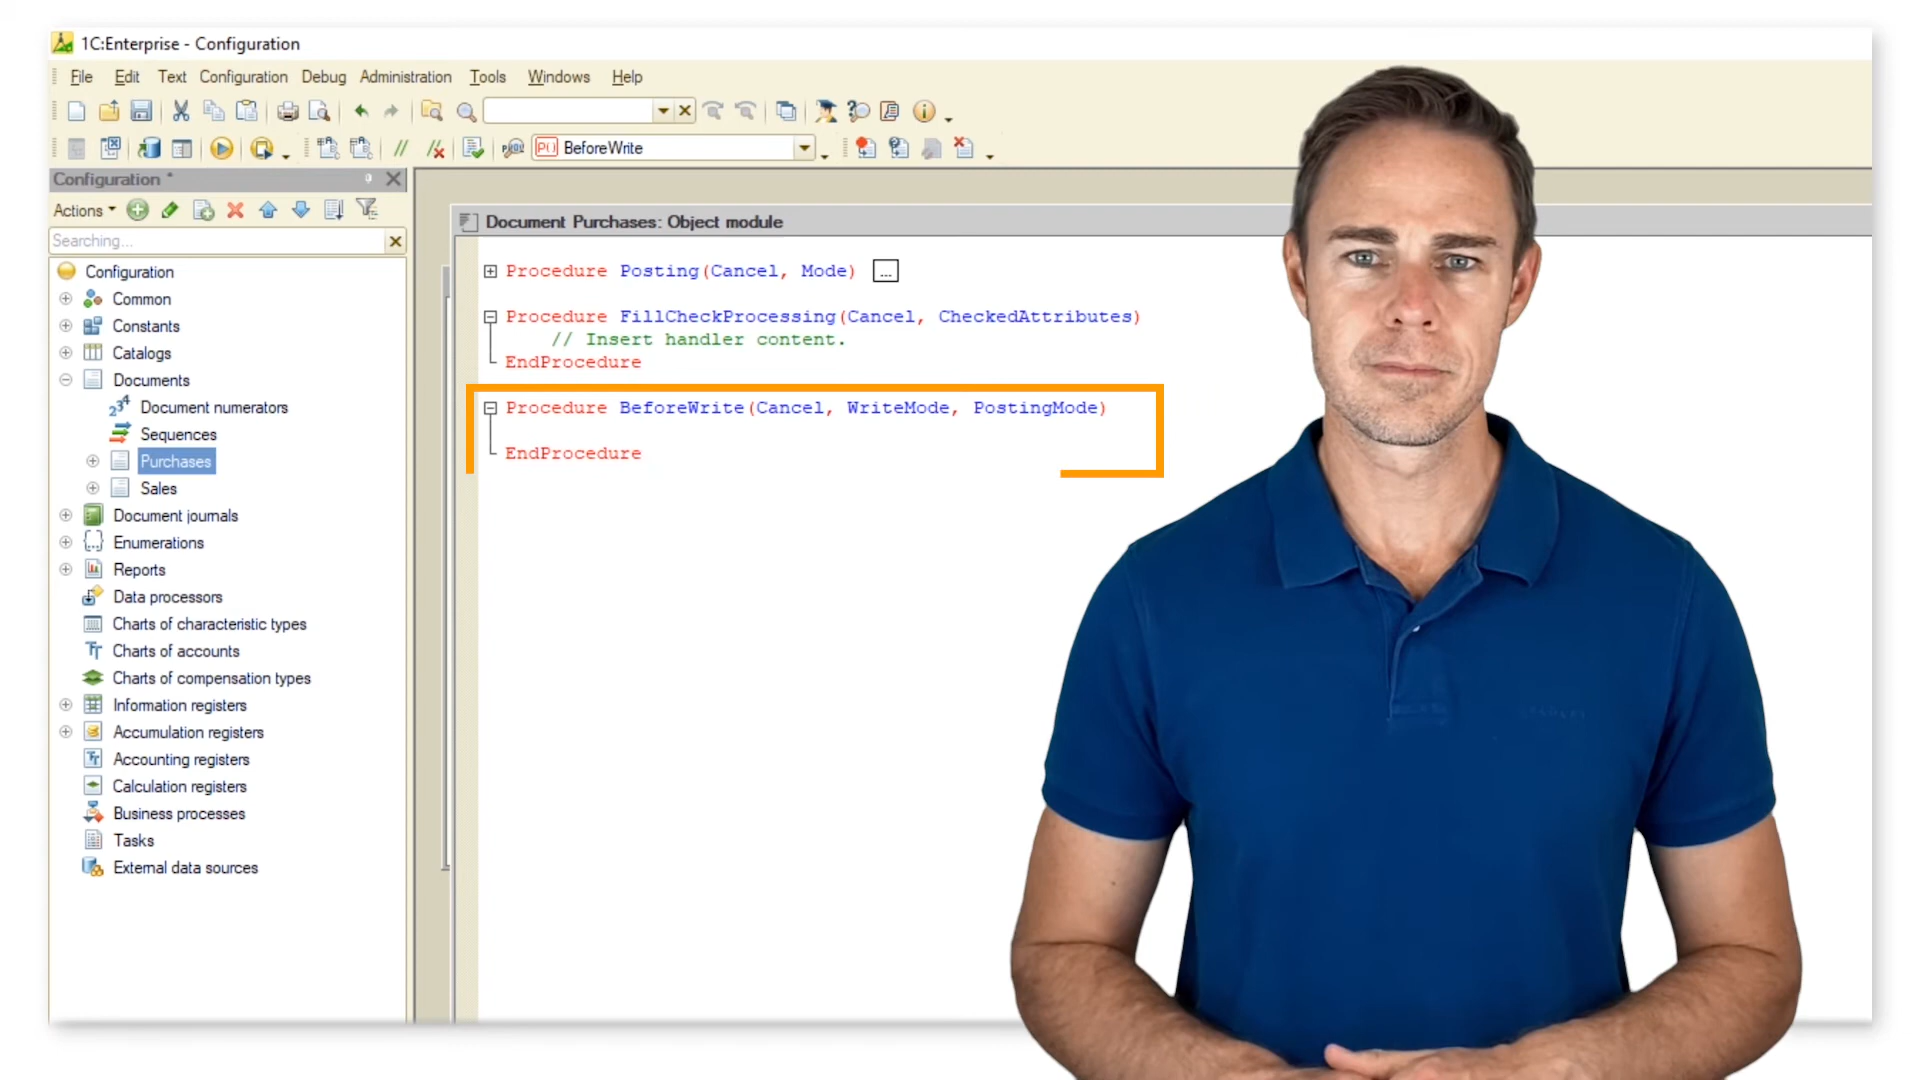 1C:Enterprise - Configuration
File Edit Text Configuration Debug Administration Tools Windows Help
BeforeWrite
Configuration *
Actions
Searching...
Configuration
Common
Constants
Catalogs
Documents
Document numerators
Sequences
Purchases
Sales
Document journals
Enumerations
Reports
Data processors
Charts of characteristic types
Charts of accounts
Charts of compensation types
Information registers
Accumulation registers
Accounting registers
Calculation registers
Business processes
Tasks
External data sources
Document Purchases: Object module
Procedure Posting(Cancel, Mode) ...
Procedure FillCheckProcessing(Cancel, CheckedAttributes)
// Insert handler content.
EndProcedure
Procedure BeforeWrite(Cancel, WriteMode, PostingMode)
EndProcedure